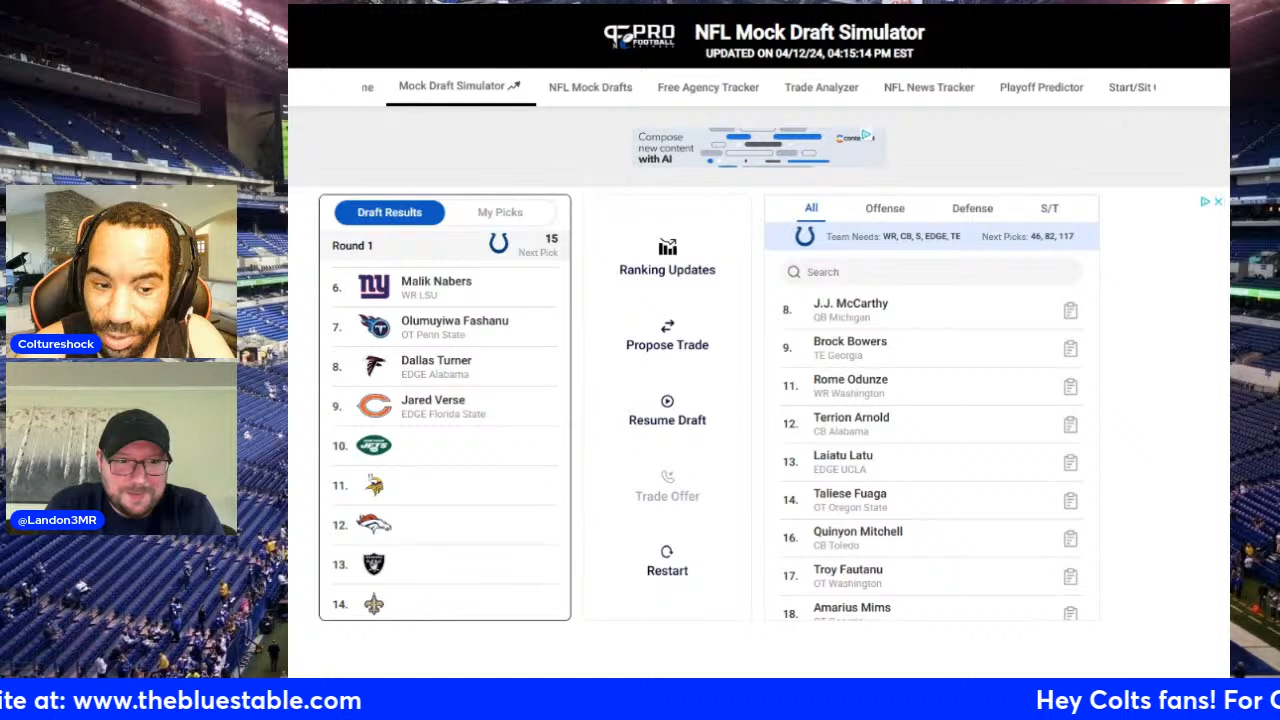 PRO
FOOTBALL
NETWORK
NFL Mock Draft Simulator
UPDATED ON 04/12/24, 04:15:14 PM EST
me
Mock Draft Simulator
NFL Mock Drafts
Free Agency Tracker
Trade Analyzer
NFL News Tracker
Playoff Predictor
Start/Sit
Compose
new content
with AI
Draft Results
My Picks
Round 1
15
Next Pick
6.
ny
Malik Nabers
WR LSU
7.
Olumuyiwa Fashanu
OT Penn State
8.
Dallas Turner
EDGE Alabama
9.
Jared Verse
EDGE Florida State
10.
JETS
11.
12.
13.
14.
Ranking Updates
Propose Trade
Resume Draft
Trade Offer
Restart
All
Offense
Defense
S/T
Team Needs: WR, CB, S, EDGE, TE
Next Picks: 46, 82, 117
Search
8.
J.J. McCarthy
QB Michigan
9.
Brock Bowers
TE Georgia
11.
Rome Odunze
WR Washington
12.
Terrion Arnold
CB Alabama
13.
Laiatu Latu
EDGE UCLA
14.
Taliese Fuaga
OT Oregon State
16.
Quinyon Mitchell
CB Toledo
17.
Troy Fautanu
OT Washington
18.
Amarius Mims
Coltureshock
@Landon3MR
ite at: www.thebluestable.com
Hey Colts fans! For C